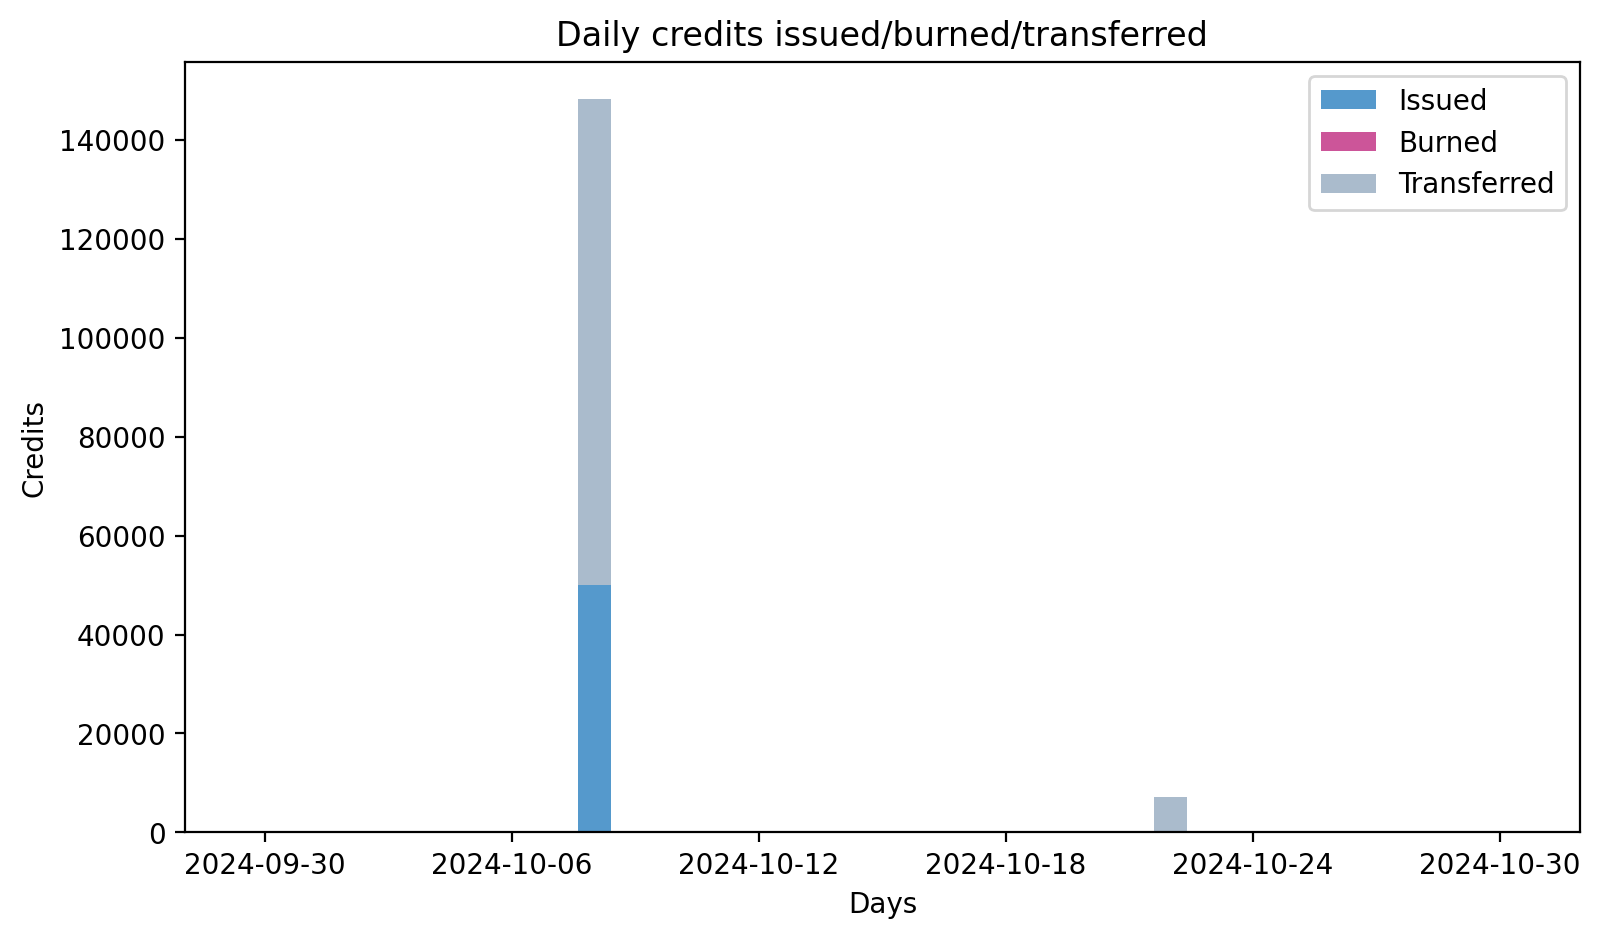 Daily credits issued/burned/transferred
Issued
Burned
Transferred
140000
120000
100000
80000
60000
40000
20000
0
Credits
2024-09-30
2024-10-06
2024-10-12
2024-10-18
2024-10-24
2024-10-30
Days